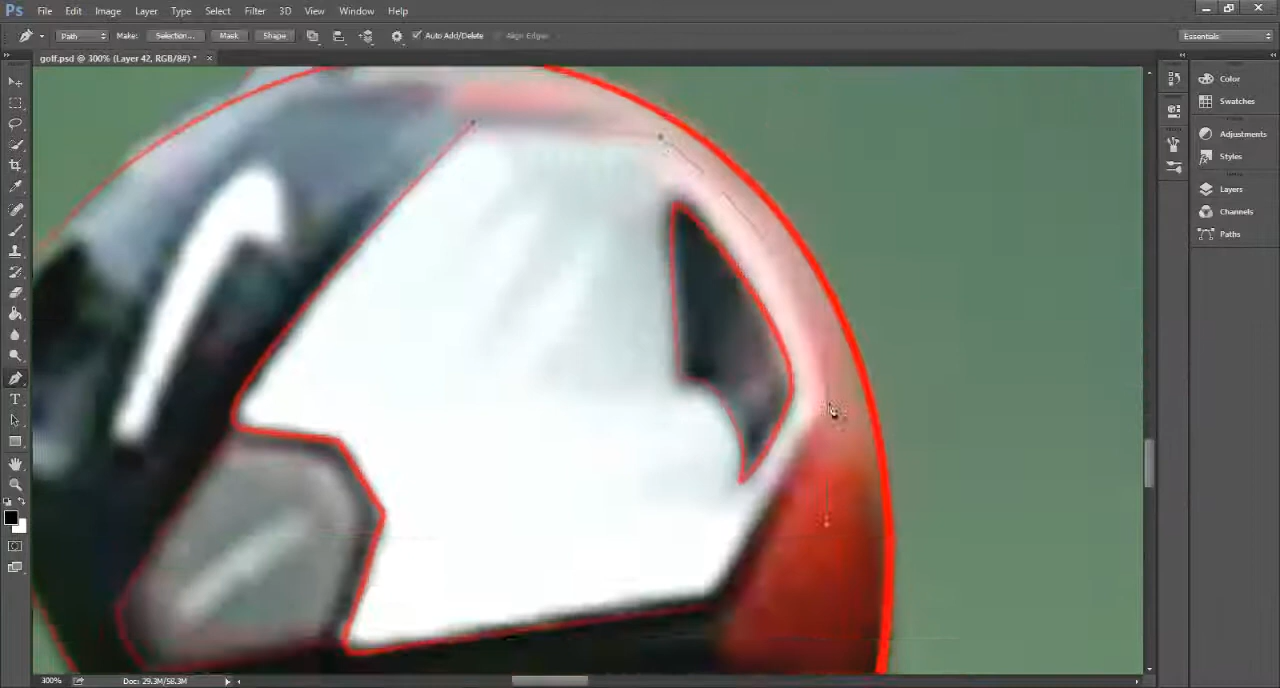 Ps File Edit Image Layer Type Select Filter 3D View Window Help
Path Make: Selection... Mask Shape Auto Add/Delete Align Edges Essentials
golf.psd @ 300% (Layer 42, RGB/8#) * ×
Color
Swatches
Adjustments
Styles
Layers
Channels
Paths
T
300% Doc: 29.3M/58.3M